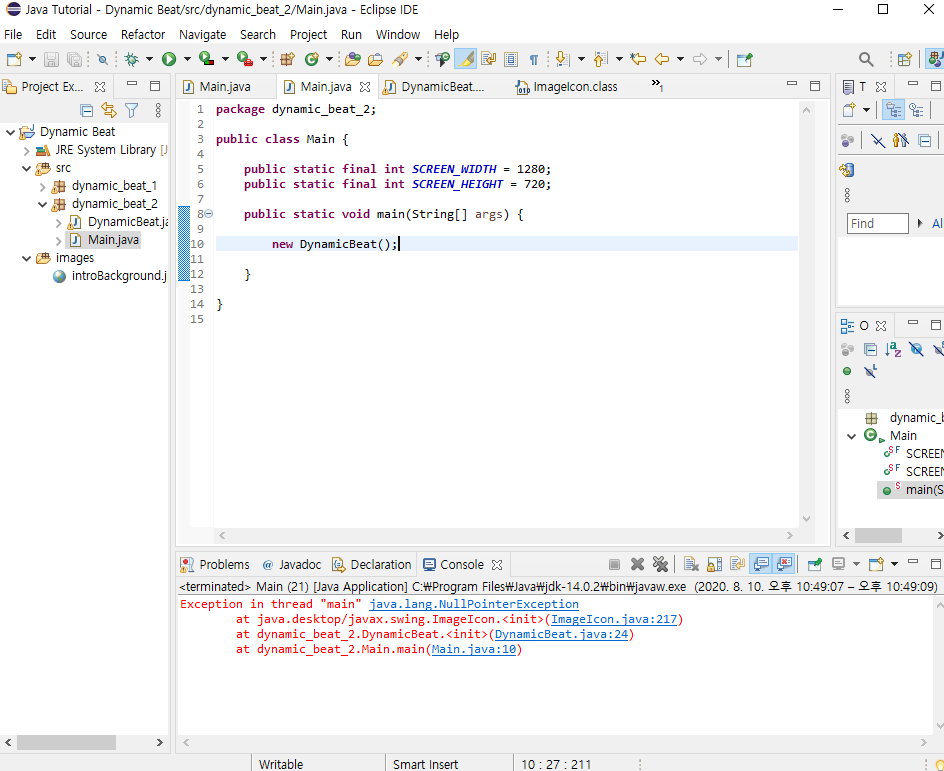 Java Tutorial - Dynamic Beat/src/dynamic_beat_2/Main.java - Eclipse IDE
File Edit Source Refactor Navigate Search Project Run Window Help
Project Ex...
Dynamic Beat
JRE System Library [J
src
dynamic_beat_1
dynamic_beat_2
DynamicBeat.ja
Main.java
images
introBackground.j
Main.java Main.java DynamicBeat.... ImageIcon.class »1
1 package dynamic_beat_2;
2
3 public class Main {
4
5 public static final int SCREEN_WIDTH = 1280;
6 public static final int SCREEN_HEIGHT = 720;
7
8 public static void main(String[] args) {
9
10 new DynamicBeat();
11
12 }
13
14 }
15
T
Find Al
O
dynamic_b
Main
SCREEN
SCREEN
main(S
Problems @ Javadoc Declaration Console
<terminated> Main (21) [Java Application] C:₩Program Files₩Java₩jdk-14.0.2₩bin₩javaw.exe (2020. 8. 10. 오후 10:49:07 – 오후 10:49:09)
Exception in thread "main" java.lang.NullPointerException
at java.desktop/javax.swing.ImageIcon.<init>(ImageIcon.java:217)
at dynamic_beat_2.DynamicBeat.<init>(DynamicBeat.java:24)
at dynamic_beat_2.Main.main(Main.java:10)
Writable Smart Insert 10 : 27 : 211